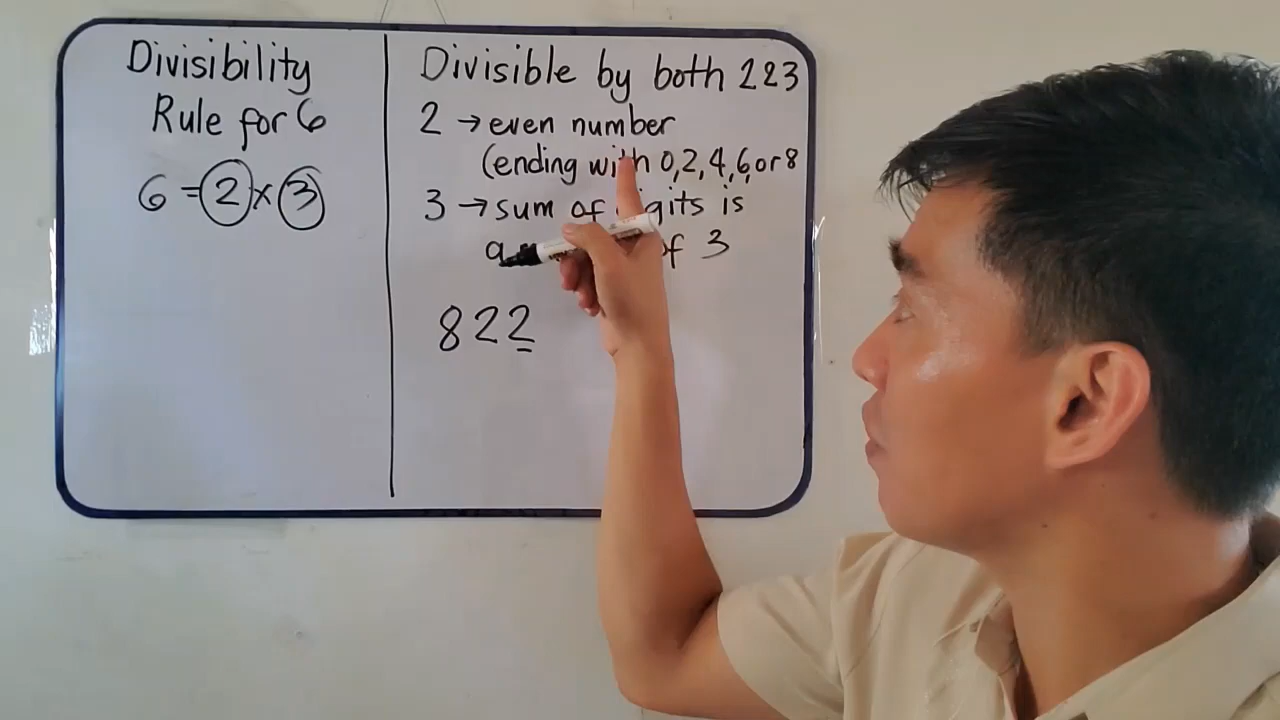 Divisibility
Rule for 6
6 = 2 x 3
Divisible by both 2 & 3
2 → even number
(ending with 0,2,4,6, or 8
3 → sum of digits is
a of 3
822